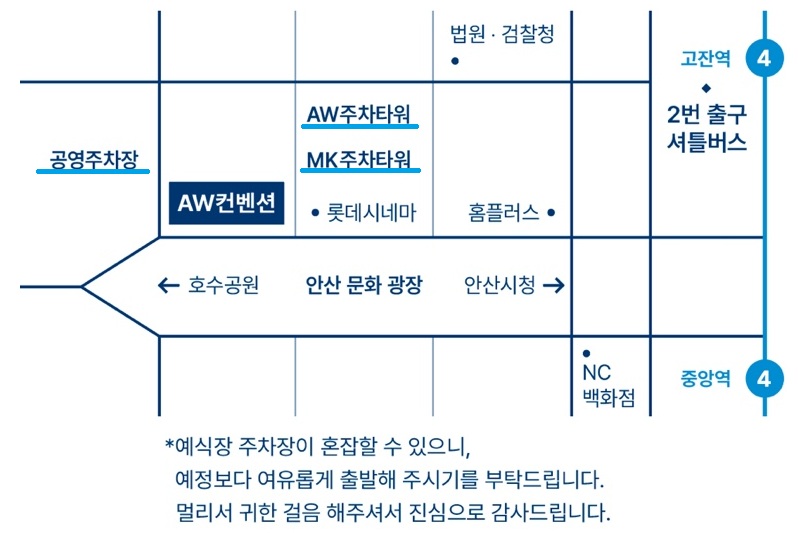 법원 · 검찰청
고잔역 4
2번 출구
셔틀버스
AW주차타워
공영주차장
MK주차타워
AW컨벤션
롯데시네마
홈플러스
← 호수공원
안산 문화 광장
안산시청 →
NC
백화점
중앙역 4
*예식장 주차장이 혼잡할 수 있으니,
예정보다 여유롭게 출발해 주시기를 부탁드립니다.
멀리서 귀한 걸음 해주셔서 진심으로 감사드립니다.